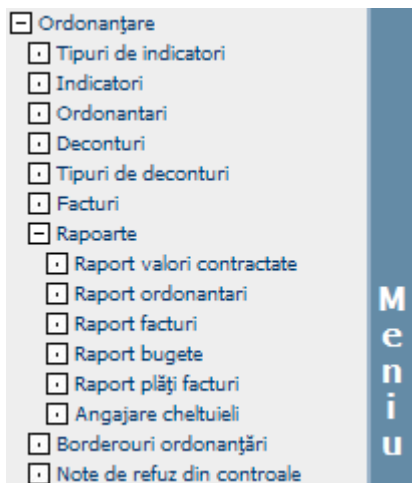 Ordonanţare
Tipuri de indicatori
Indicatori
Ordonantari
Deconturi
Tipuri de deconturi
Facturi
Rapoarte
Raport valori contractate
Raport ordonantari
Raport facturi
Raport bugete
Raport plăţi facturi
Angajare cheltuieli
Borderouri ordonanţări
Note de refuz din controale
Meniu